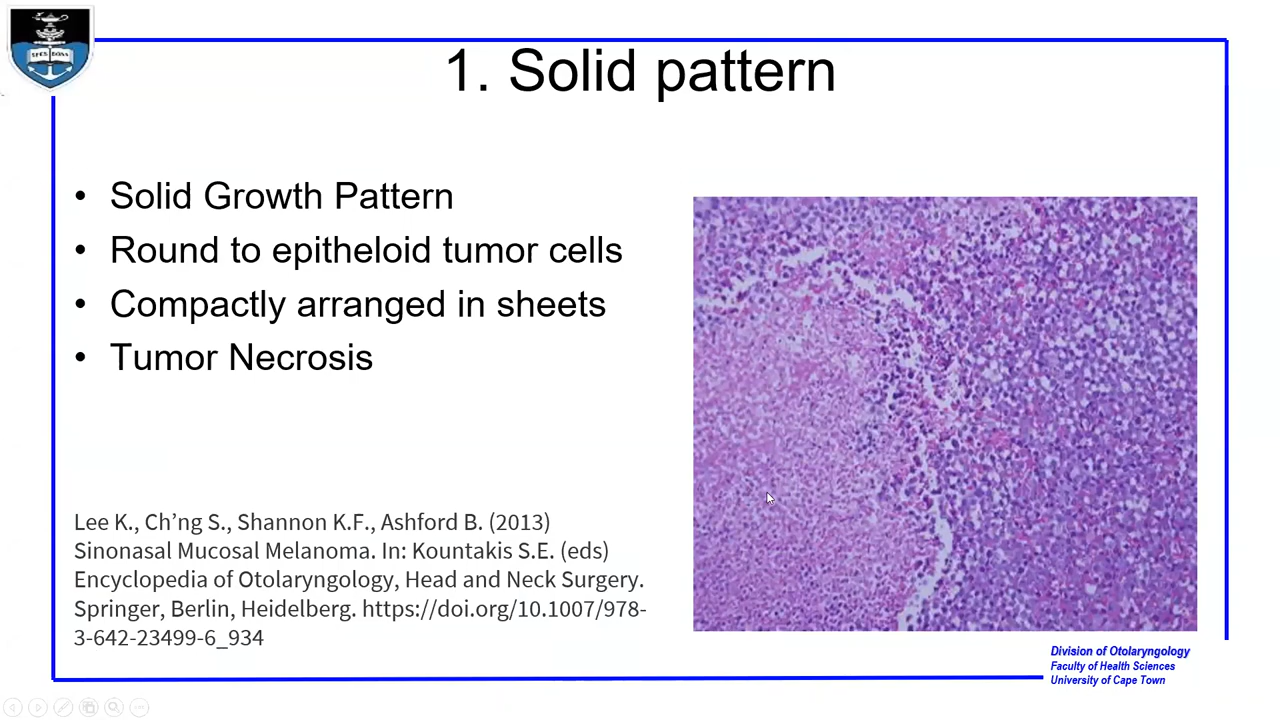 SPES BONA
1. Solid pattern
• Solid Growth Pattern
• Round to epitheloid tumor cells
• Compactly arranged in sheets
• Tumor Necrosis
Lee K., Ch’ng S., Shannon K.F., Ashford B. (2013)
Sinonasal Mucosal Melanoma. In: Kountakis S.E. (eds)
Encyclopedia of Otolaryngology, Head and Neck Surgery.
Springer, Berlin, Heidelberg. https://doi.org/10.1007/978-
3-642-23499-6_934
Division of Otolaryngology
Faculty of Health Sciences
University of Cape Town